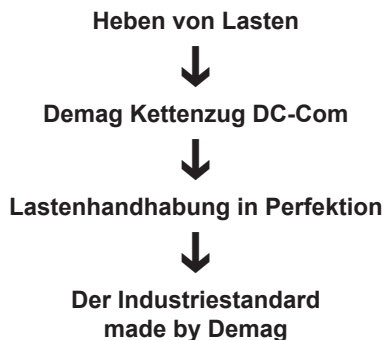 Heben von Lasten
Demag Kettenzug DC-Com
Lastenhandhabung in Perfektion
Der Industriestandard
made by Demag